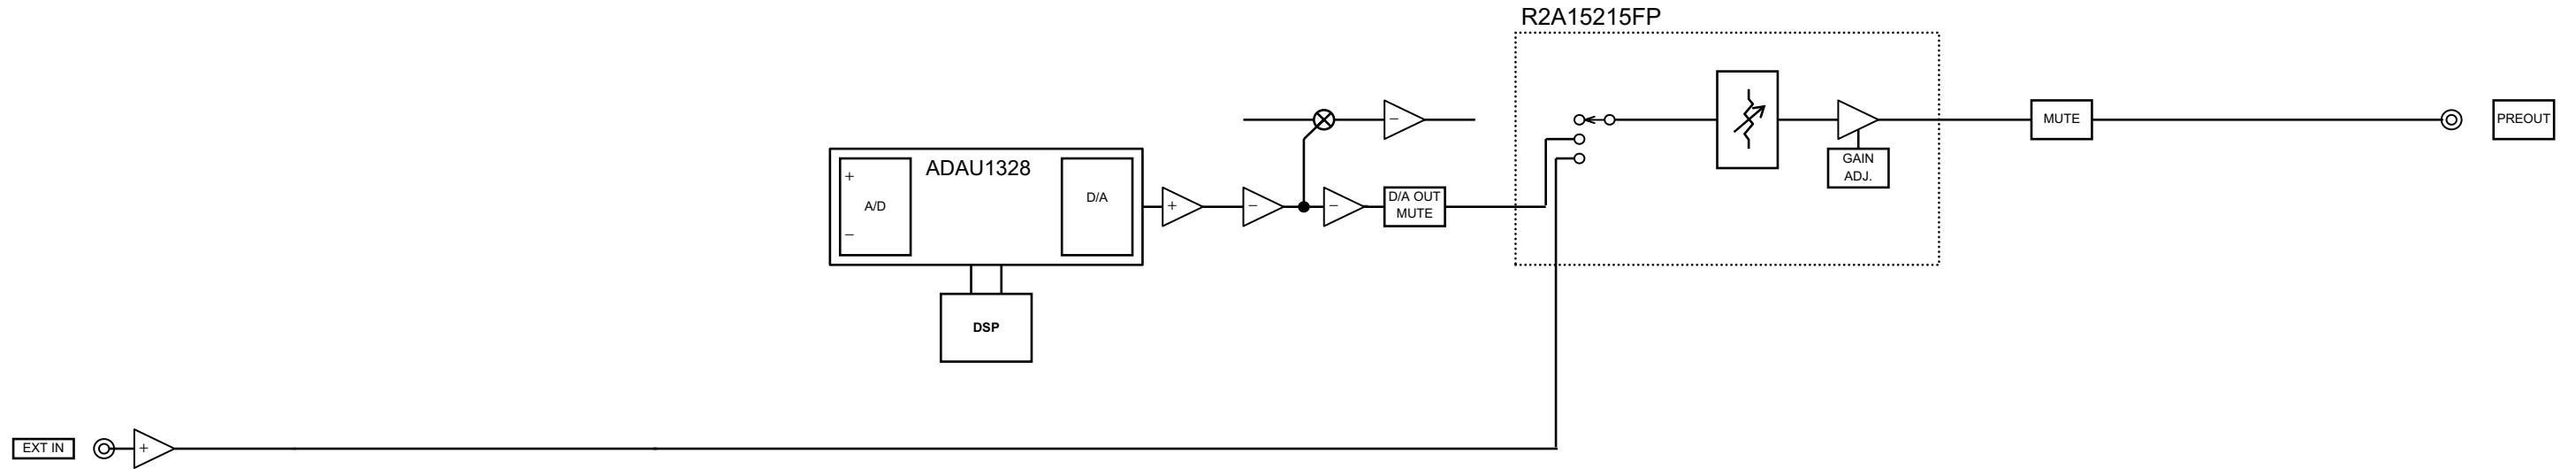 R2A15215FP
MUTE
PREOUT
GAIN
ADJ.
ADAU1328
+
A/D
−
D/A
+
−
−
−
D/A OUT
MUTE
DSP
EXT IN
+